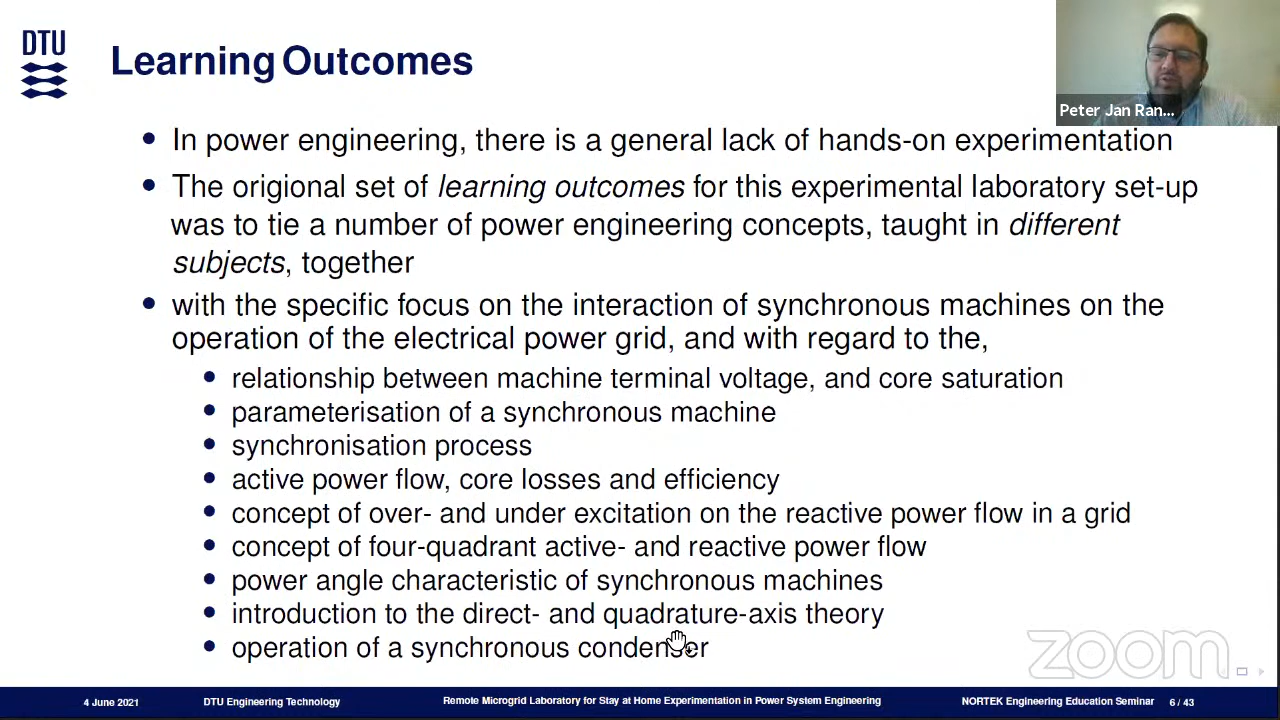 DTU
Learning Outcomes
Peter Jan Ran...
• In power engineering, there is a general lack of hands-on experimentation
• The origional set of learning outcomes for this experimental laboratory set-up
was to tie a number of power engineering concepts, taught in different
subjects, together
• with the specific focus on the interaction of synchronous machines on the
operation of the electrical power grid, and with regard to the,
• relationship between machine terminal voltage, and core saturation
• parameterisation of a synchronous machine
• synchronisation process
• active power flow, core losses and efficiency
• concept of over- and under excitation on the reactive power flow in a grid
• concept of four-quadrant active- and reactive power flow
• power angle characteristic of synchronous machines
• introduction to the direct- and quadrature-axis theory
• operation of a synchronous condenser
zoom
4 June 2021 DTU Engineering Technology Remote Microgrid Laboratory for Stay at Home Experimentation in Power System Engineering NORTEK Engineering Education Seminar 6 / 43